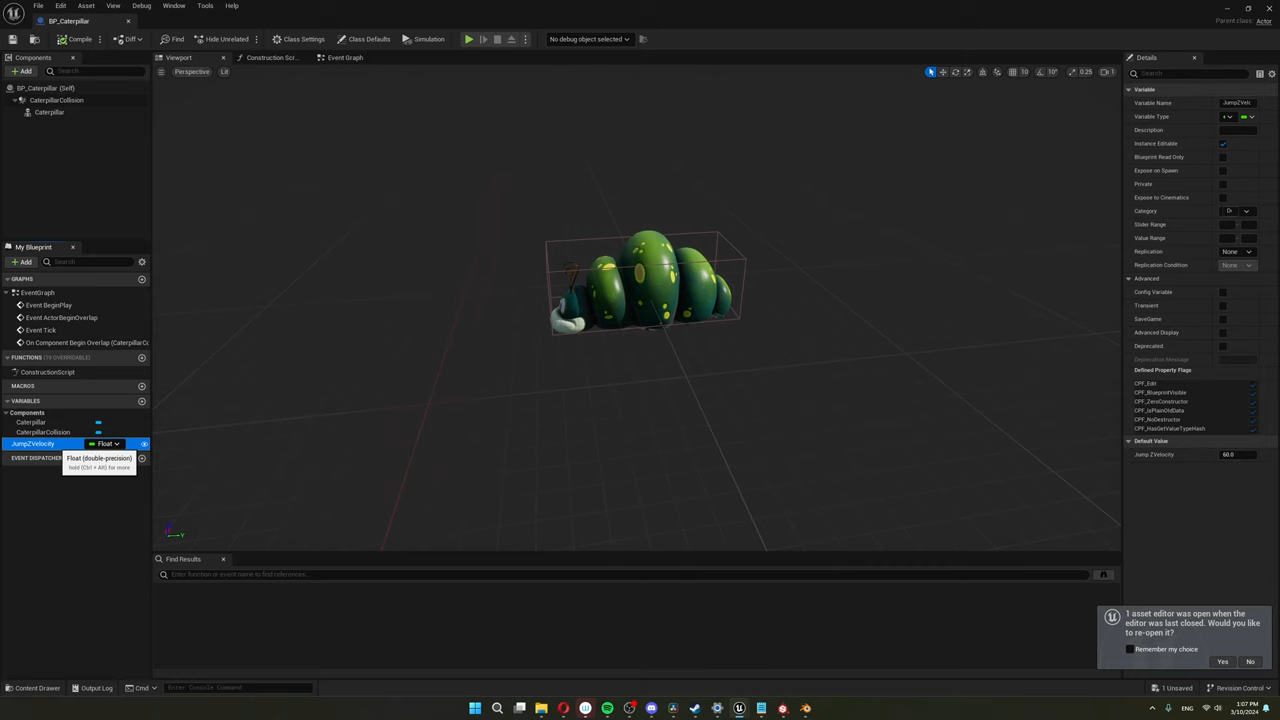 File Edit Asset View Debug Window Tools Help
BP_Caterpillar
Parent class: Actor
Compile Diff Find Hide Unrelated Class Settings Class Defaults Simulation No debug object selected
Components Viewport Construction Scr... Event Graph Details
Add Search Perspective Lit 10 10° 0.25 1 Search
BP_Caterpillar (Self)
CaterpillarCollision
Caterpillar
My Blueprint
Add Search
GRAPHS
EventGraph
Event BeginPlay
Event ActorBeginOverlap
Event Tick
On Component Begin Overlap (CaterpillarCo
FUNCTIONS (19 OVERRIDABLE)
ConstructionScript
MACROS
VARIABLES
Components
Caterpillar
CaterpillarCollision
JumpZVelocity Float
EVENT DISPATCHER
Float (double-precision)
hold (Ctrl + Alt) for more
Variable
Variable Name JumpZVelc
Variable Type
Description
Instance Editable
Blueprint Read Only
Expose on Spawn
Private
Expose to Cinematics
Category
Slider Range
Value Range
Replication None
Replication Condition None
Advanced
Config Variable
Transient
SaveGame
Advanced Display
Deprecated
Deprecation Message
Defined Property Flags
CPF_Edit
CPF_BlueprintVisible
CPF_ZeroConstructor
CPF_IsPlainOldData
CPF_NoDestructor
CPF_HasGetValueTypeHash
Default Value
Jump ZVelocity 60.0
Find Results
Enter function or event name to find references...
1 asset editor was open when the
editor was last closed. Would you like
to re-open it?
Remember my choice
Yes No
Content Drawer Output Log Cmd Enter Console Command 1 Unsaved Revision Control
ENG 1:07 PM
3/10/2024